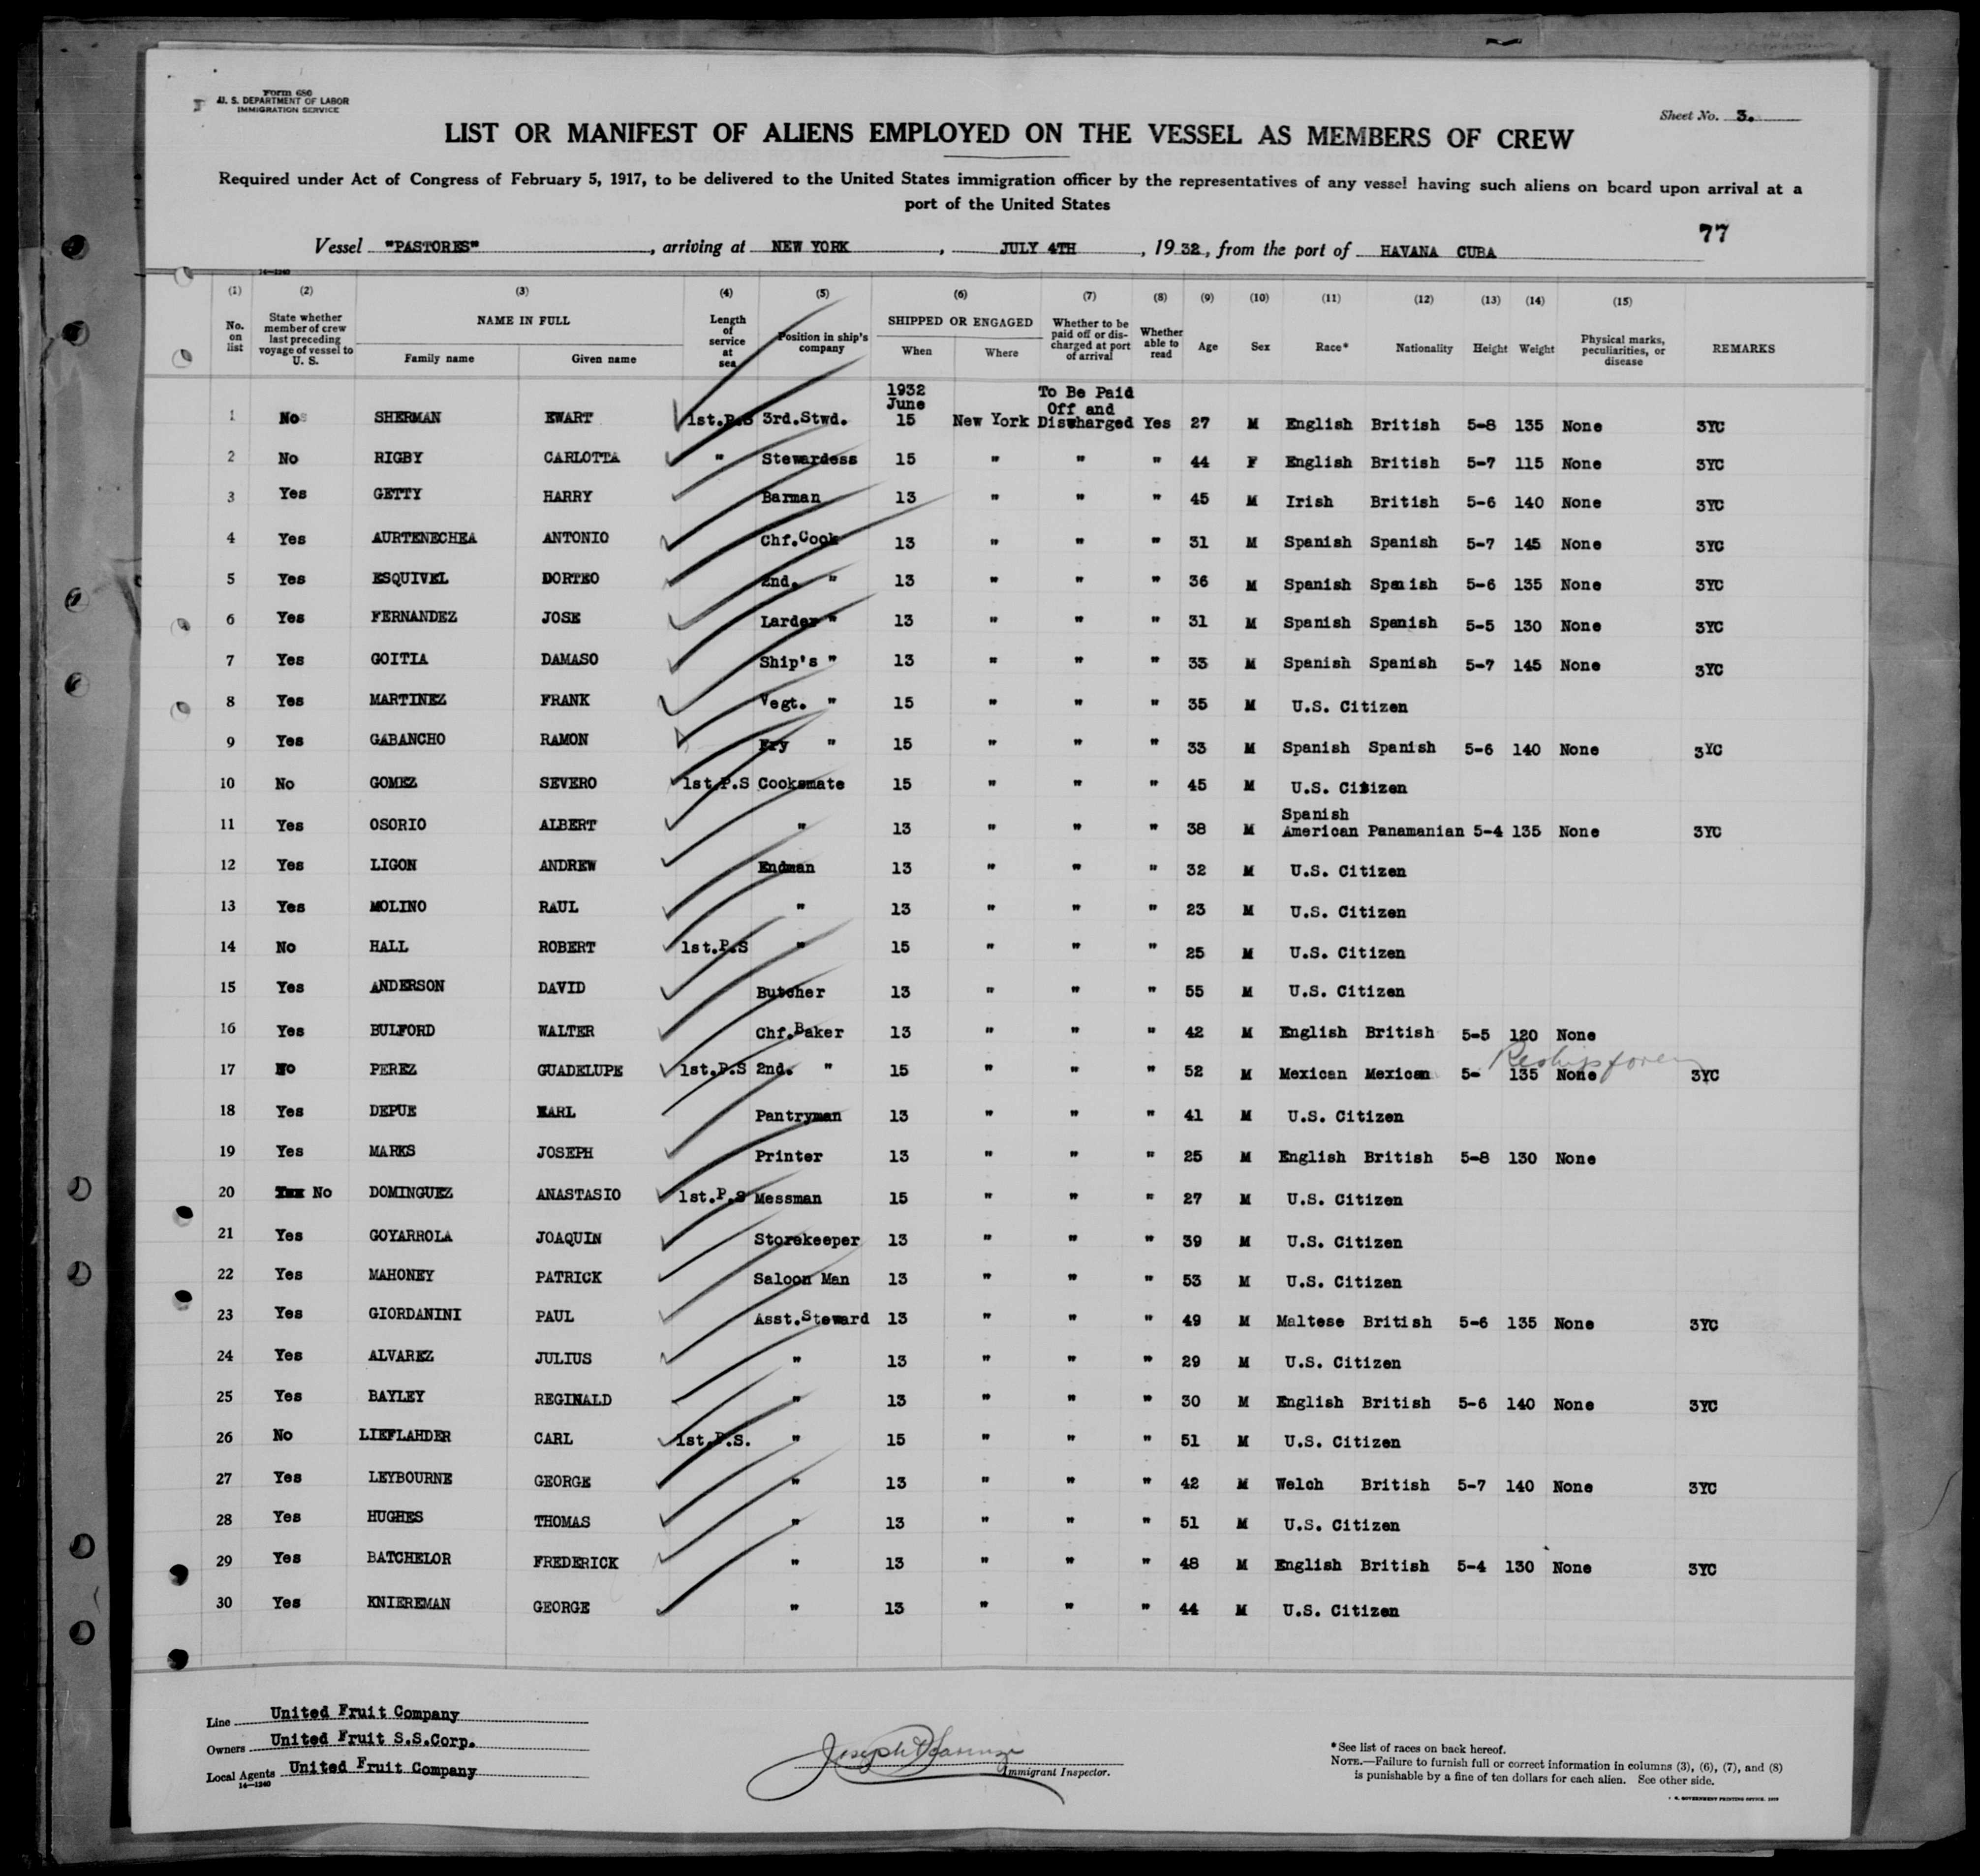 Form 680
U. S. DEPARTMENT OF LABOR
IMMIGRATION SERVICE
Sheet No. 3.
LIST OR MANIFEST OF ALIENS EMPLOYED ON THE VESSEL AS MEMBERS OF CREW
Required under Act of Congress of February 5, 1917, to be delivered to the United States immigration officer by the representatives of any vessel having such aliens on board upon arrival at a
port of the United States
77
Vessel "PASTORES", arriving at NEW YORK, JULY 4TH, 1932, from the port of HAVANA CUBA
14-1240
(1) (2) (3) (4) (5) (6) (7) (8) (9) (10) (11) (12) (13) (14) (15)
No. on list State whether member of crew last preceding voyage of vessel to U. S. NAME IN FULL Family name Given name Length of service at sea Position in ship's company SHIPPED OR ENGAGED When Where Whether to be paid off or discharged at port of arrival Whether able to read Age Sex Race* Nationality Height Weight Physical marks, peculiarities, or disease REMARKS
1932 June To Be Paid Off and
1 No SHERMAN EWART 1st.P.S 3rd.Stwd. 15 New York Discharged Yes 27 M English British 5-8 135 None 3YC
2 No RIGBY CARLOTTA " Stewardess 15 " " " 44 F English British 5-7 115 None 3YC
3 Yes GETTY HARRY Barman 13 " " " 45 M Irish British 5-6 140 None 3YC
4 Yes AURTENECHEA ANTONIO Chf.Cook 13 " " " 31 M Spanish Spanish 5-7 145 None 3YC
5 Yes ESQUIVEL DORTEO 2nd. " 13 " " " 36 M Spanish Spanish 5-6 135 None 3YC
6 Yes FERNANDEZ JOSE Larder " 13 " " " 31 M Spanish Spanish 5-5 130 None 3YC
7 Yes GOITIA DAMASO Ship's " 13 " " " 33 M Spanish Spanish 5-7 145 None 3YC
8 Yes MARTINEZ FRANK Vegt. " 15 " " " 35 M U.S. Citizen
9 Yes GABANCHO RAMON Fry " 15 " " " 33 M Spanish Spanish 5-6 140 None 3YC
10 No GOMEZ SEVERO 1st.P.S Cooksmate 15 " " " 45 M U.S. Citizen
11 Yes OSORIO ALBERT " 13 " " " 38 M Spanish American Panamanian 5-4 135 None 3YC
12 Yes LIGON ANDREW Endman 13 " " " 32 M U.S. Citizen
13 Yes MOLINO RAUL " 13 " " " 23 M U.S. Citizen
14 No HALL ROBERT 1st.P.S " 15 " " " 25 M U.S. Citizen
15 Yes ANDERSON DAVID Butcher 13 " " " 55 M U.S. Citizen
16 Yes BULFORD WALTER Chf.Baker 13 " " " 42 M English British 5-5 120 None
17 No PEREZ GUADELUPE 1st.P.S 2nd. " 15 " " " 52 M Mexican Mexican 5- 135 None 3YC
18 Yes DEPUE EARL Pantryman 13 " " " 41 M U.S. Citizen
19 Yes MARKS JOSEPH Printer 13 " " " 25 M English British 5-8 130 None
20 No DOMINGUEZ ANASTASIO 1st.P.S Messman 15 " " " 27 M U.S. Citizen
21 Yes GOYARROLA JOAQUIN Storekeeper 13 " " " 39 M U.S. Citizen
22 Yes MAHONEY PATRICK Saloon Man 13 " " " 53 M U.S. Citizen
23 Yes GIORDANINI PAUL Asst.Steward 13 " " " 49 M Maltese British 5-6 135 None 3YC
24 Yes ALVAREZ JULIUS " 13 " " " 29 M U.S. Citizen
25 Yes BAYLEY REGINALD " 13 " " " 30 M English British 5-6 140 None 3YC
26 No LIEFLAHDER CARL 1st.P.S. " 15 " " " 51 M U.S. Citizen
27 Yes LEYBOURNE GEORGE " 13 " " " 42 M Welch British 5-7 140 None 3YC
28 Yes HUGHES THOMAS " 13 " " " 51 M U.S. Citizen
29 Yes BATCHELOR FREDERICK " 13 " " " 48 M English British 5-4 130 None 3YC
30 Yes KNIEREMAN GEORGE " 13 " " " 44 M U.S. Citizen
Line United Fruit Company
Owners United Fruit S.S.Corp.
Local Agents United Fruit Company
14-1240
Immigrant Inspector.
*See list of races on back hereof.
NOTE.—Failure to furnish full or correct information in columns (3), (6), (7), and (8)
is punishable by a fine of ten dollars for each alien. See other side.